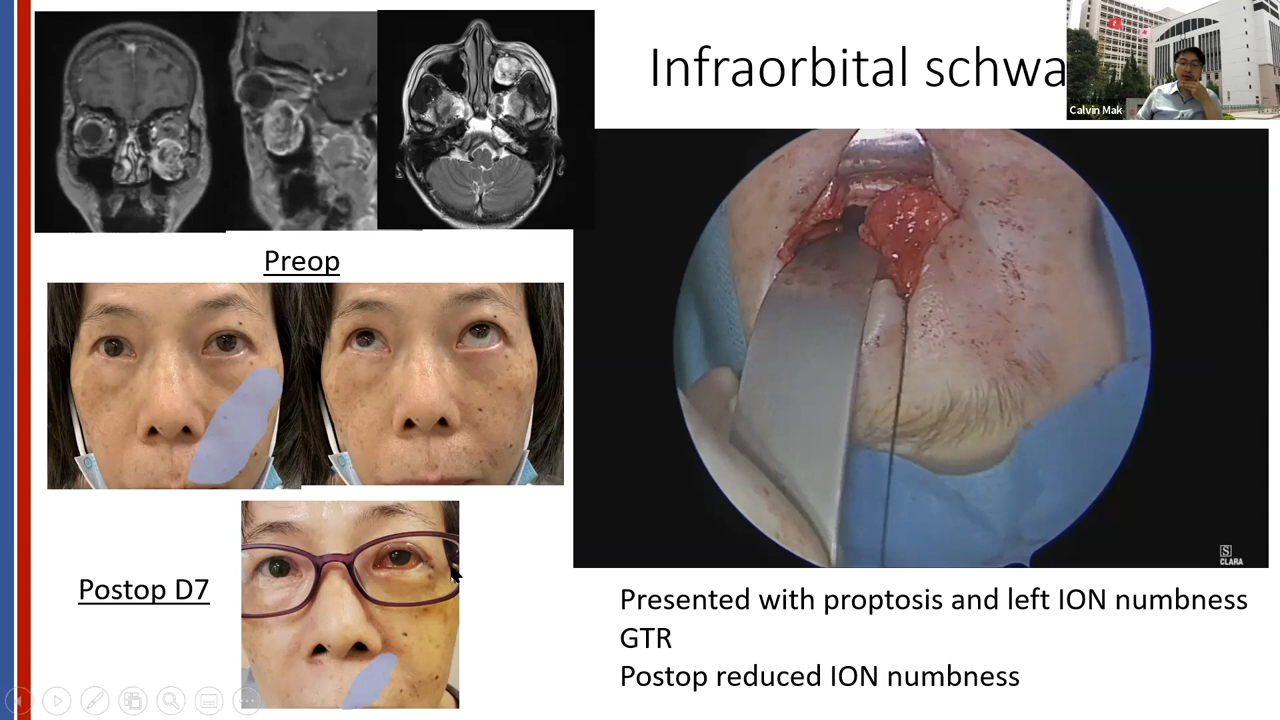 Infraorbital schwa
Calvin Mak
Preop
Postop D7
S
CLARA
Presented with proptosis and left ION numbness
GTR
Postop reduced ION numbness